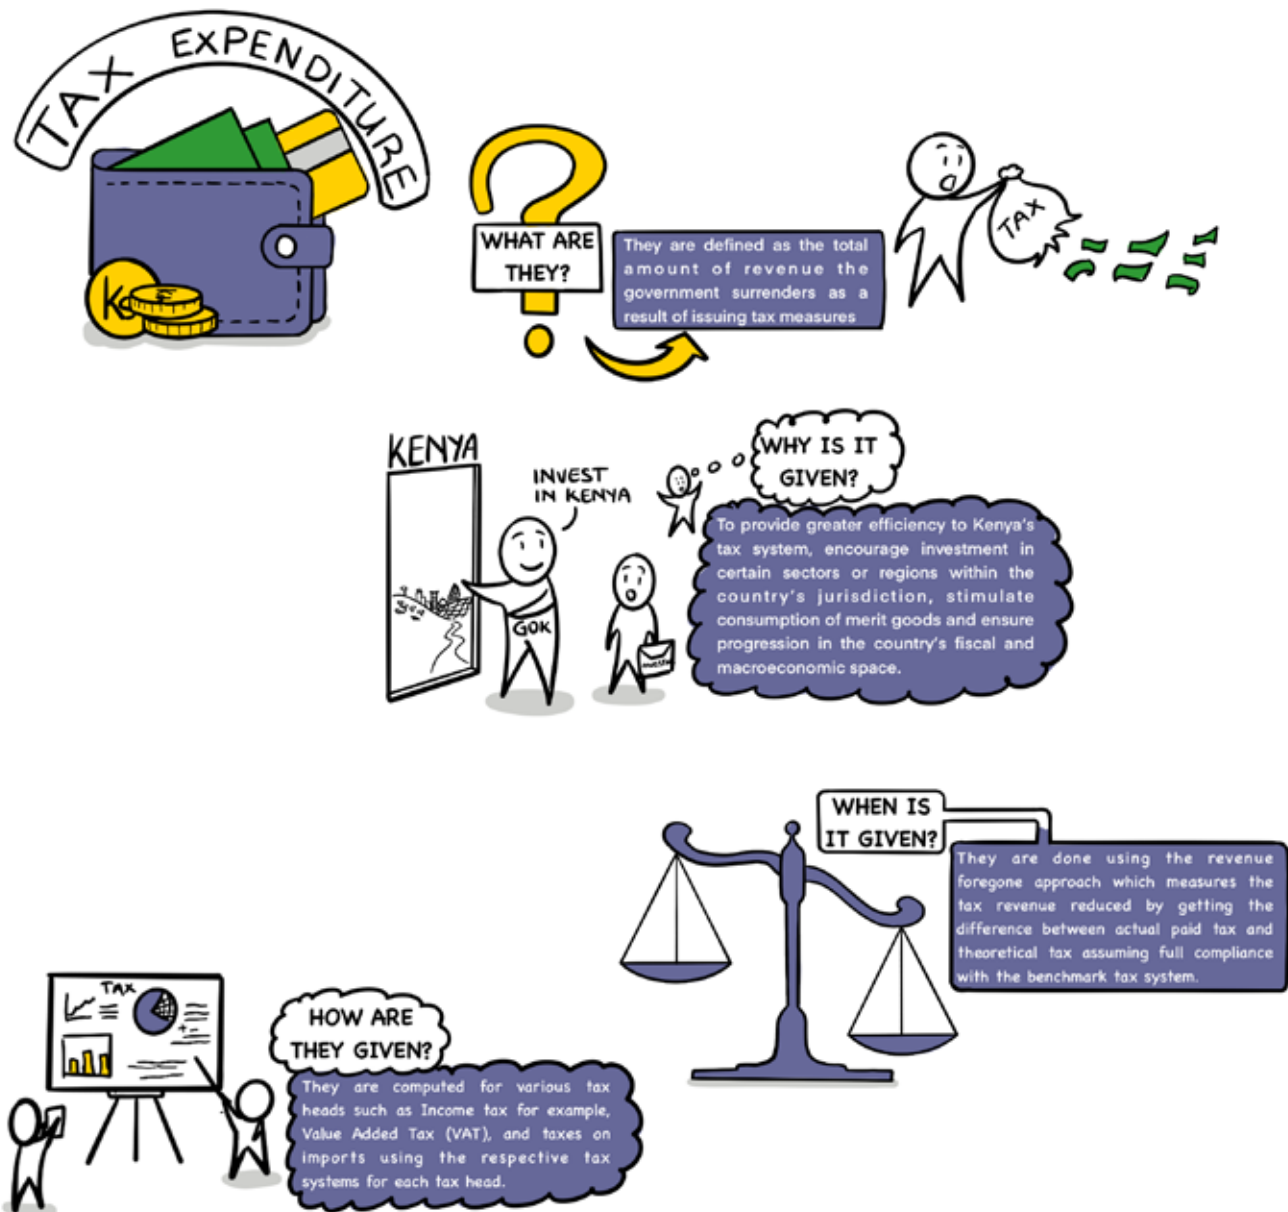 TAX EXPENDITURE
K
WHAT ARE
THEY?
They are defined as the total
amount of revenue the
government surrenders as a
result of issuing tax measures
TAX
KENYA
INVEST
IN KENYA
GOK
WHY IS IT
GIVEN?
To provide greater efficiency to Kenya's
tax system, encourage investment in
certain sectors or regions within the
country's jurisdiction, stimulate
consumption of merit goods and ensure
progression in the country's fiscal and
macroeconomic space.
WHEN IS
IT GIVEN?
They are done using the revenue
foregone approach which measures the
tax revenue reduced by getting the
difference between actual paid tax and
theoretical tax assuming full compliance
with the benchmark tax system.
TAX
HOW ARE
THEY GIVEN?
They are computed for various tax
heads such as Income tax for example,
Value Added Tax (VAT), and taxes on
imports using the respective tax
systems for each tax head.